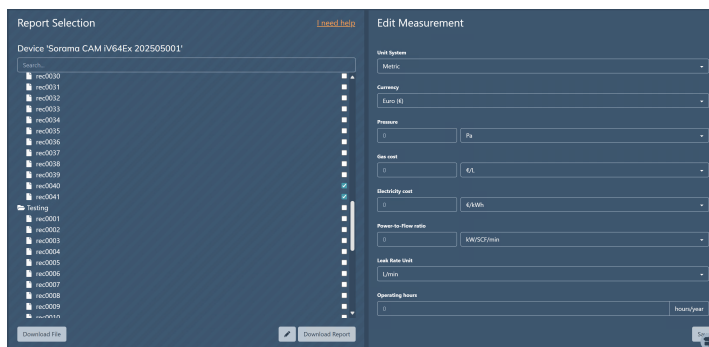 Report Selection
I need help
Device 'Sorama CAM iV64Ex 202505001'
Search...
rec0030
rec0031
rec0032
rec0033
rec0034
rec0035
rec0036
rec0037
rec0038
rec0039
rec0040
rec0041
Testing
rec0001
rec0002
rec0003
rec0004
rec0005
rec0006
rec0007
rec0008
rec0009
rec0010
Download File
Download Report
Edit Measurement
Unit System
Metric
Currency
Euro (€)
Pressure
0 Pa
Gas cost
0 €/L
Electricity cost
0 €/kWh
Power-to-Flow ratio
0 kW/SCF/min
Leak Rate Unit
L/min
Operating hours
0 hours/year